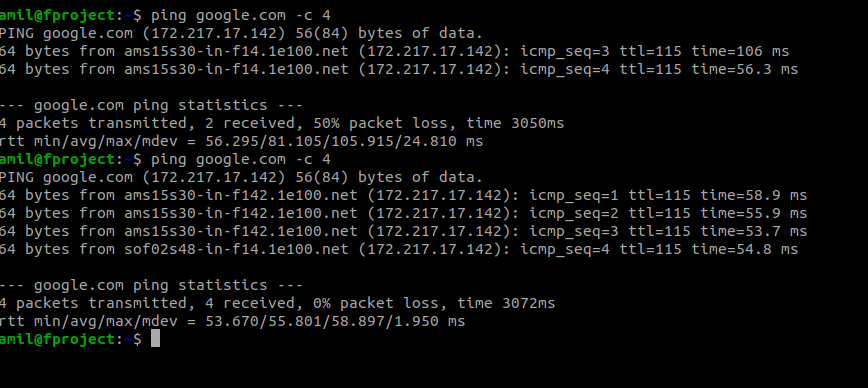 amil@fproject:~$ ping google.com -c 4
PING google.com (172.217.17.142) 56(84) bytes of data.
64 bytes from ams15s30-in-f14.1e100.net (172.217.17.142): icmp_seq=3 ttl=115 time=106 ms
64 bytes from ams15s30-in-f14.1e100.net (172.217.17.142): icmp_seq=4 ttl=115 time=56.3 ms

--- google.com ping statistics ---
4 packets transmitted, 2 received, 50% packet loss, time 3050ms
rtt min/avg/max/mdev = 56.295/81.105/105.915/24.810 ms
amil@fproject:~$ ping google.com -c 4
PING google.com (172.217.17.142) 56(84) bytes of data.
64 bytes from ams15s30-in-f142.1e100.net (172.217.17.142): icmp_seq=1 ttl=115 time=58.9 ms
64 bytes from ams15s30-in-f142.1e100.net (172.217.17.142): icmp_seq=2 ttl=115 time=55.9 ms
64 bytes from ams15s30-in-f142.1e100.net (172.217.17.142): icmp_seq=3 ttl=115 time=53.7 ms
64 bytes from sof02s48-in-f14.1e100.net (172.217.17.142): icmp_seq=4 ttl=115 time=54.8 ms

--- google.com ping statistics ---
4 packets transmitted, 4 received, 0% packet loss, time 3072ms
rtt min/avg/max/mdev = 53.670/55.801/58.897/1.950 ms
amil@fproject:~$